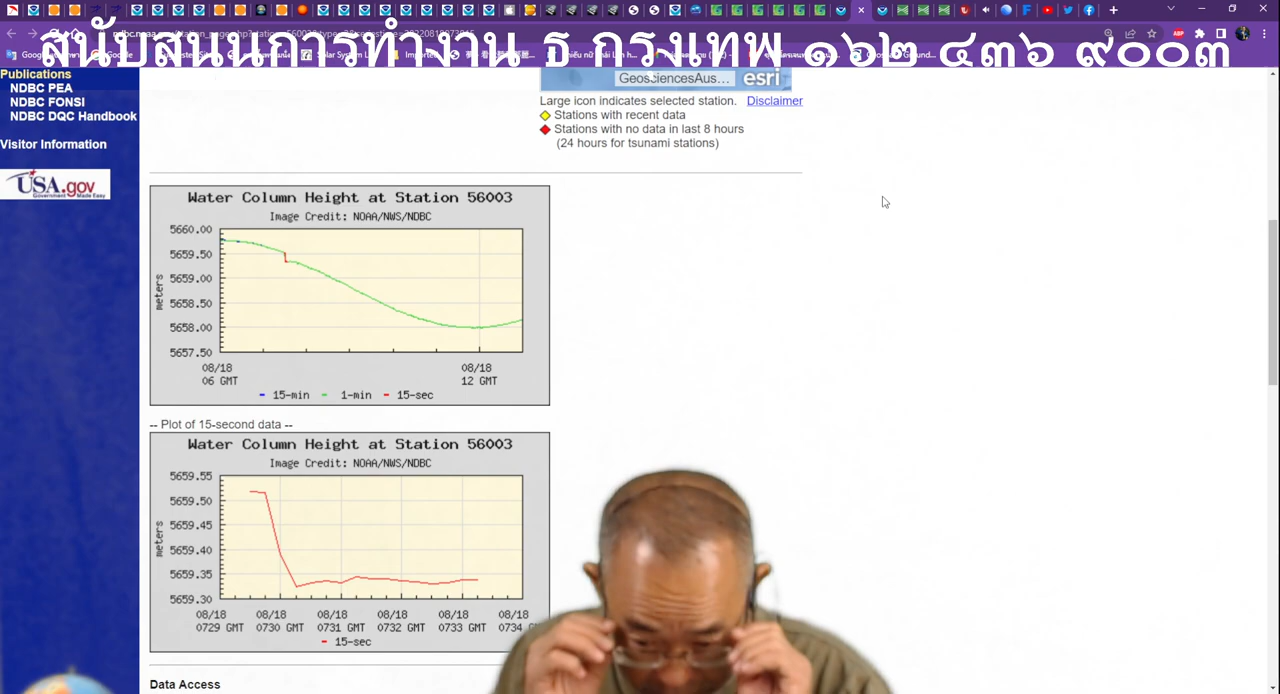 สนับสนุนการทำงาน ธ กรุงเทพ ๑๖๒ ๔๓๖ ๙๐๐๓
Publications
NDBC PEA
NDBC FONSI
NDBC DQC Handbook
Visitor Information
USA.gov
Government Made Easy
GeosciencesAus...
esri
Large icon indicates selected station. Disclaimer
Stations with recent data
Stations with no data in last 8 hours
(24 hours for tsunami stations)
Water Column Height at Station 56003
Image Credit: NOAA/NWS/NDBC
5660.00
5659.50
5659.00
5658.50
5658.00
5657.50
meters
08/18 08/18
06 GMT 12 GMT
15-min 1-min 15-sec
-- Plot of 15-second data --
Water Column Height at Station 56003
Image Credit: NOAA/NWS/NDBC
5659.55
5659.50
5659.45
5659.40
5659.35
5659.30
meters
08/18 08/18 08/18 08/18 08/18 08/18
0729 GMT 0730 GMT 0731 GMT 0732 GMT 0733 GMT 0734
15-sec
Data Access